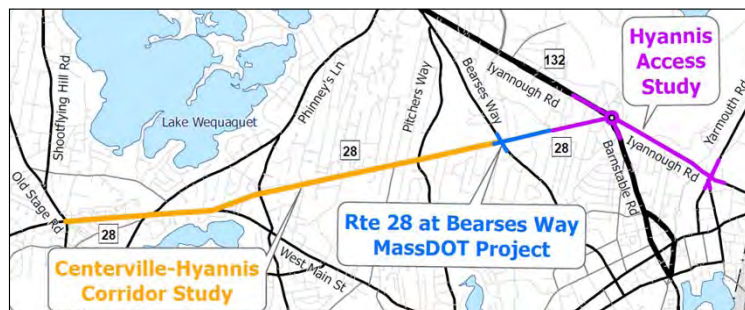 Shootflying Hill Rd
Lake Wequaquet
Phinney's Ln
Pitchers Way
Bearses Way
132
Iyannough Rd
Hyannis
Access
Study
Yarmouth Rd
Iyannough Rd
Barnstable Rd
28
28
Old Stage Rd
28
West Main St
Centerville-Hyannis
Corridor Study
Rte 28 at Bearses Way
MassDOT Project